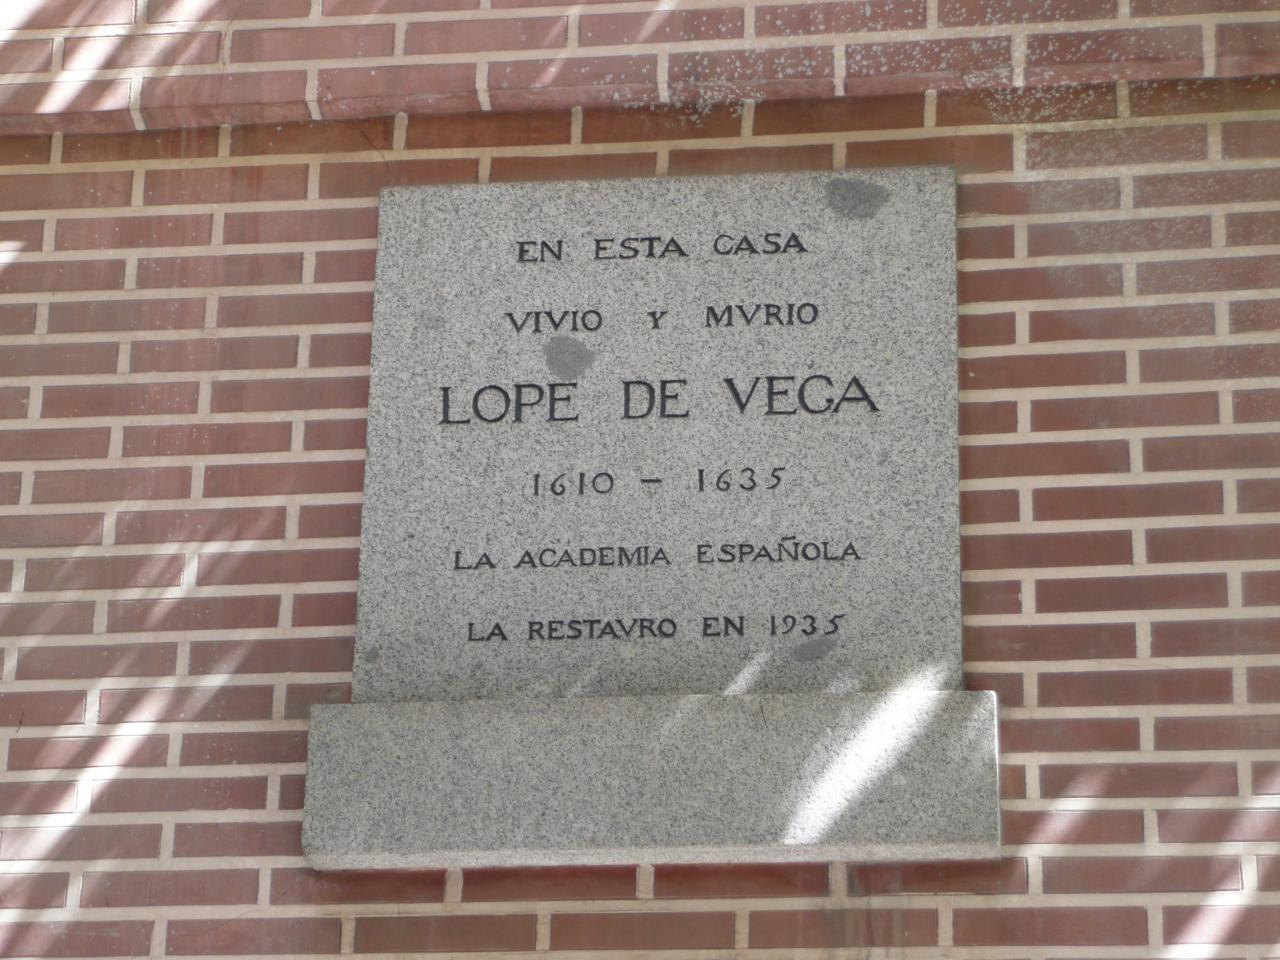 EN ESTA CASA
VIVIO Y MVRIO
LOPE DE VEGA
1610 - 1635
LA ACADEMIA ESPAÑOLA
LA RESTAVRO EN 1935